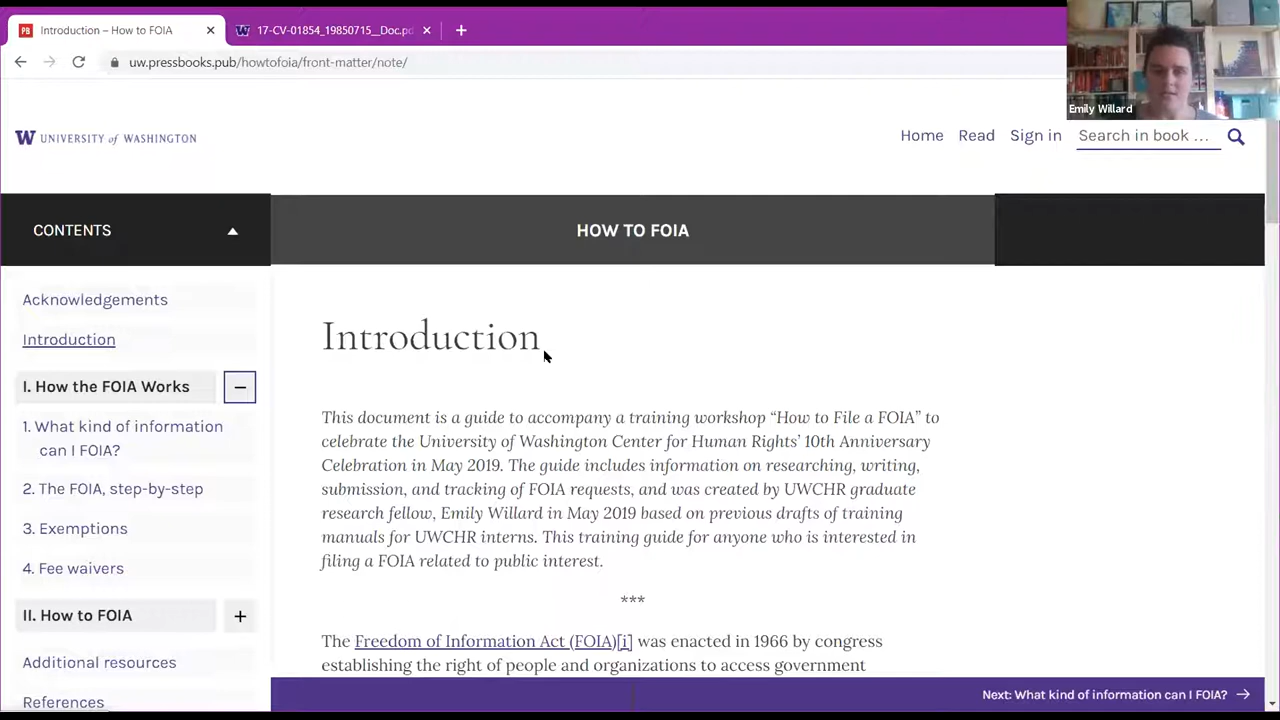 Introduction – How to FOIA
17-CV-01854_19850715__Doc.pd
uw.pressbooks.pub/howtofoia/front-matter/note/
Emily Willard
W UNIVERSITY of WASHINGTON
Home Read Sign in Search in book …
CONTENTS
HOW TO FOIA
Acknowledgements
Introduction
I. How the FOIA Works
1. What kind of information
can I FOIA?
2. The FOIA, step-by-step
3. Exemptions
4. Fee waivers
II. How to FOIA
Additional resources
References
Introduction
This document is a guide to accompany a training workshop “How to File a FOIA” to
celebrate the University of Washington Center for Human Rights’ 10th Anniversary
Celebration in May 2019. The guide includes information on researching, writing,
submission, and tracking of FOIA requests, and was created by UWCHR graduate
research fellow, Emily Willard in May 2019 based on previous drafts of training
manuals for UWCHR interns. This training guide for anyone who is interested in
filing a FOIA related to public interest.
***
The Freedom of Information Act (FOIA)[i] was enacted in 1966 by congress
establishing the right of people and organizations to access government
Next: What kind of information can I FOIA? →